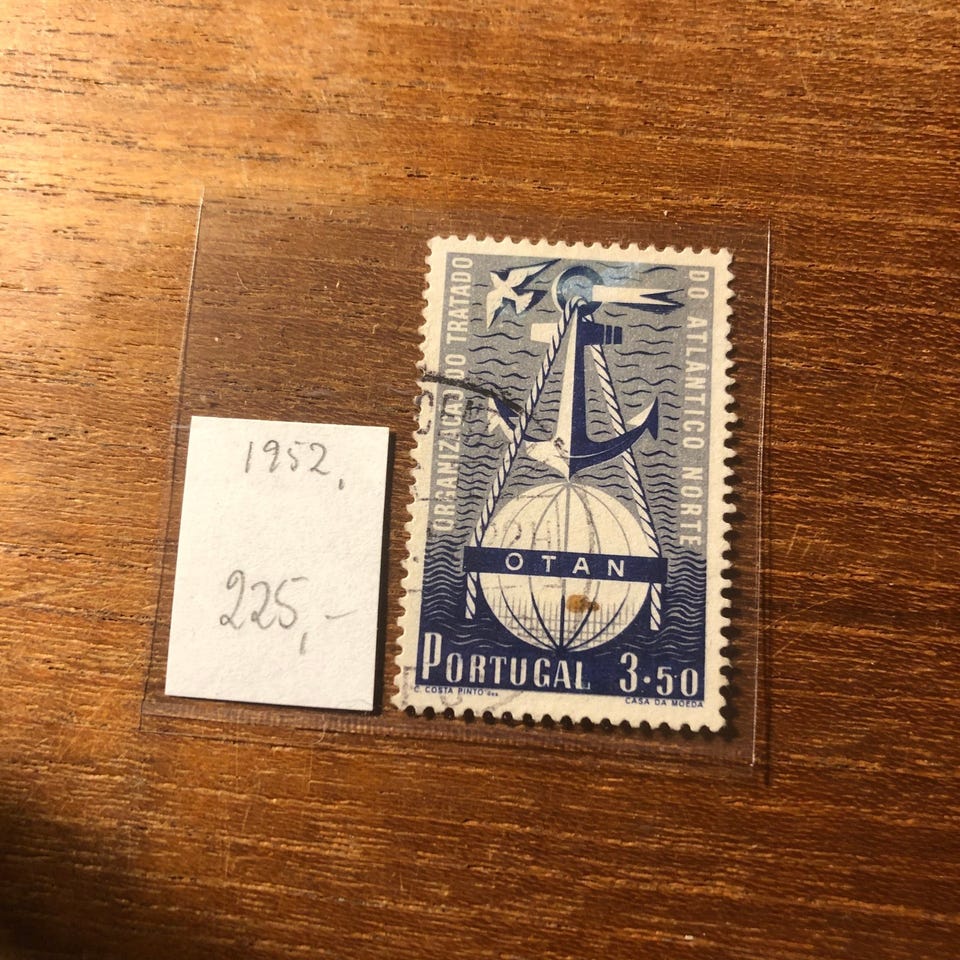 1952,
225,-
ORGANIZAÇÃO DO TRATADO
DO ATLÂNTICO NORTE
OTAN
PORTUGAL 3·50
C. COSTA PINTO des
CASA DA MOEDA